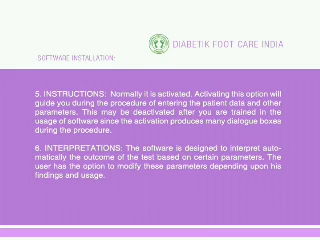 DIABETIK FOOT CARE INDIA
SOFTWARE INSTALLATION:
5. INSTRUCTIONS: Normally it is activated. Activating this option will
guide you during the procedure of entering the patient data and other
parameters. This may be deactivated after you are trained in the
usage of software since the activation produces many dialogue boxes
during the procedure.
6. INTERPRETATIONS: The software is designed to interpret auto-
matically the outcome of the test based on certain parameters. The
user has the option to modify these parameters depending upon his
findings and usage.